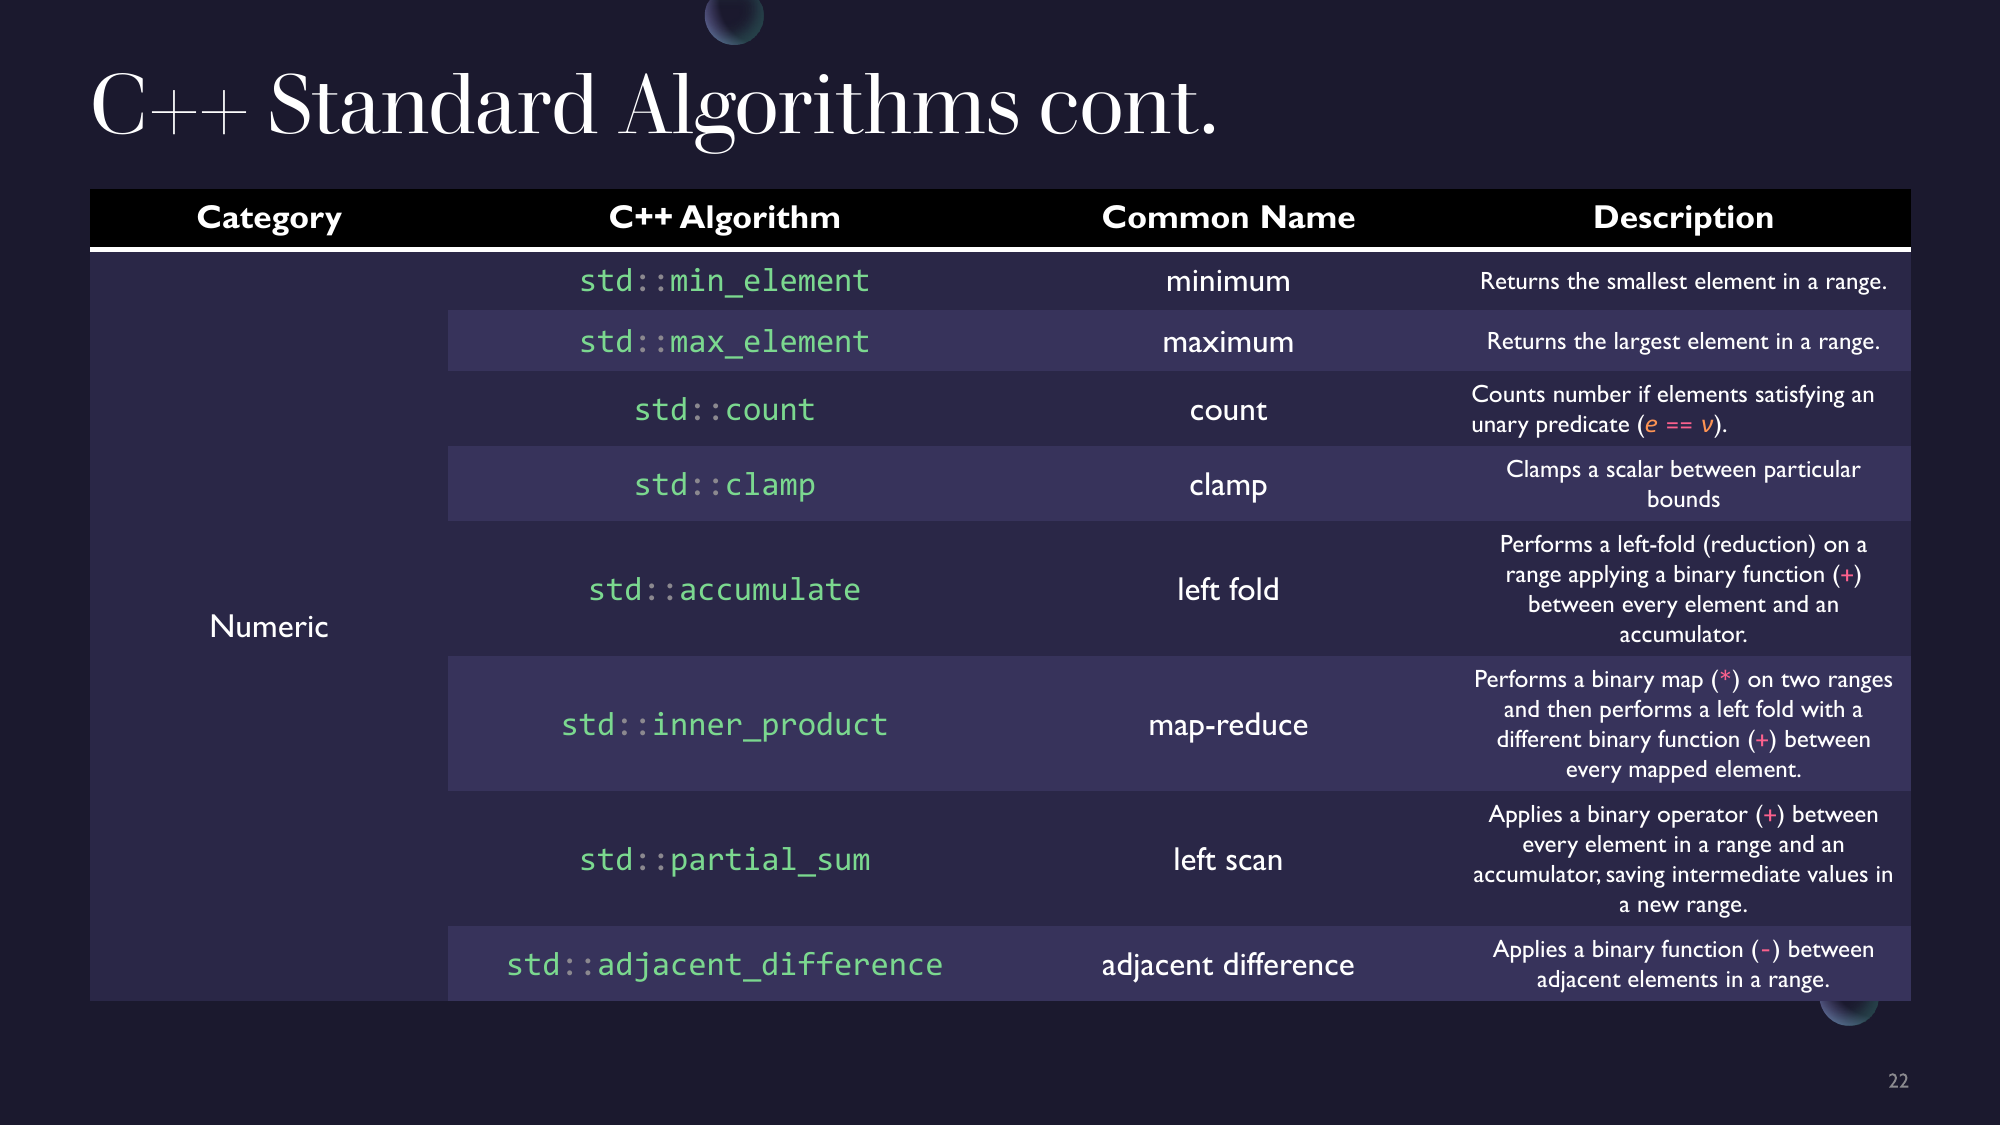 C++ Standard Algorithms cont.
Category C++ Algorithm Common Name Description
Numeric
std::min_element minimum Returns the smallest element in a range.
std::max_element maximum Returns the largest element in a range.
std::count count Counts number if elements satisfying an
unary predicate (e == v).
std::clamp clamp Clamps a scalar between particular
bounds
std::accumulate left fold Performs a left-fold (reduction) on a
range applying a binary function (+)
between every element and an
accumulator.
std::inner_product map-reduce Performs a binary map (*) on two ranges
and then performs a left fold with a
different binary function (+) between
every mapped element.
std::partial_sum left scan Applies a binary operator (+) between
every element in a range and an
accumulator, saving intermediate values in
a new range.
std::adjacent_difference adjacent difference Applies a binary function (-) between
adjacent elements in a range.
22